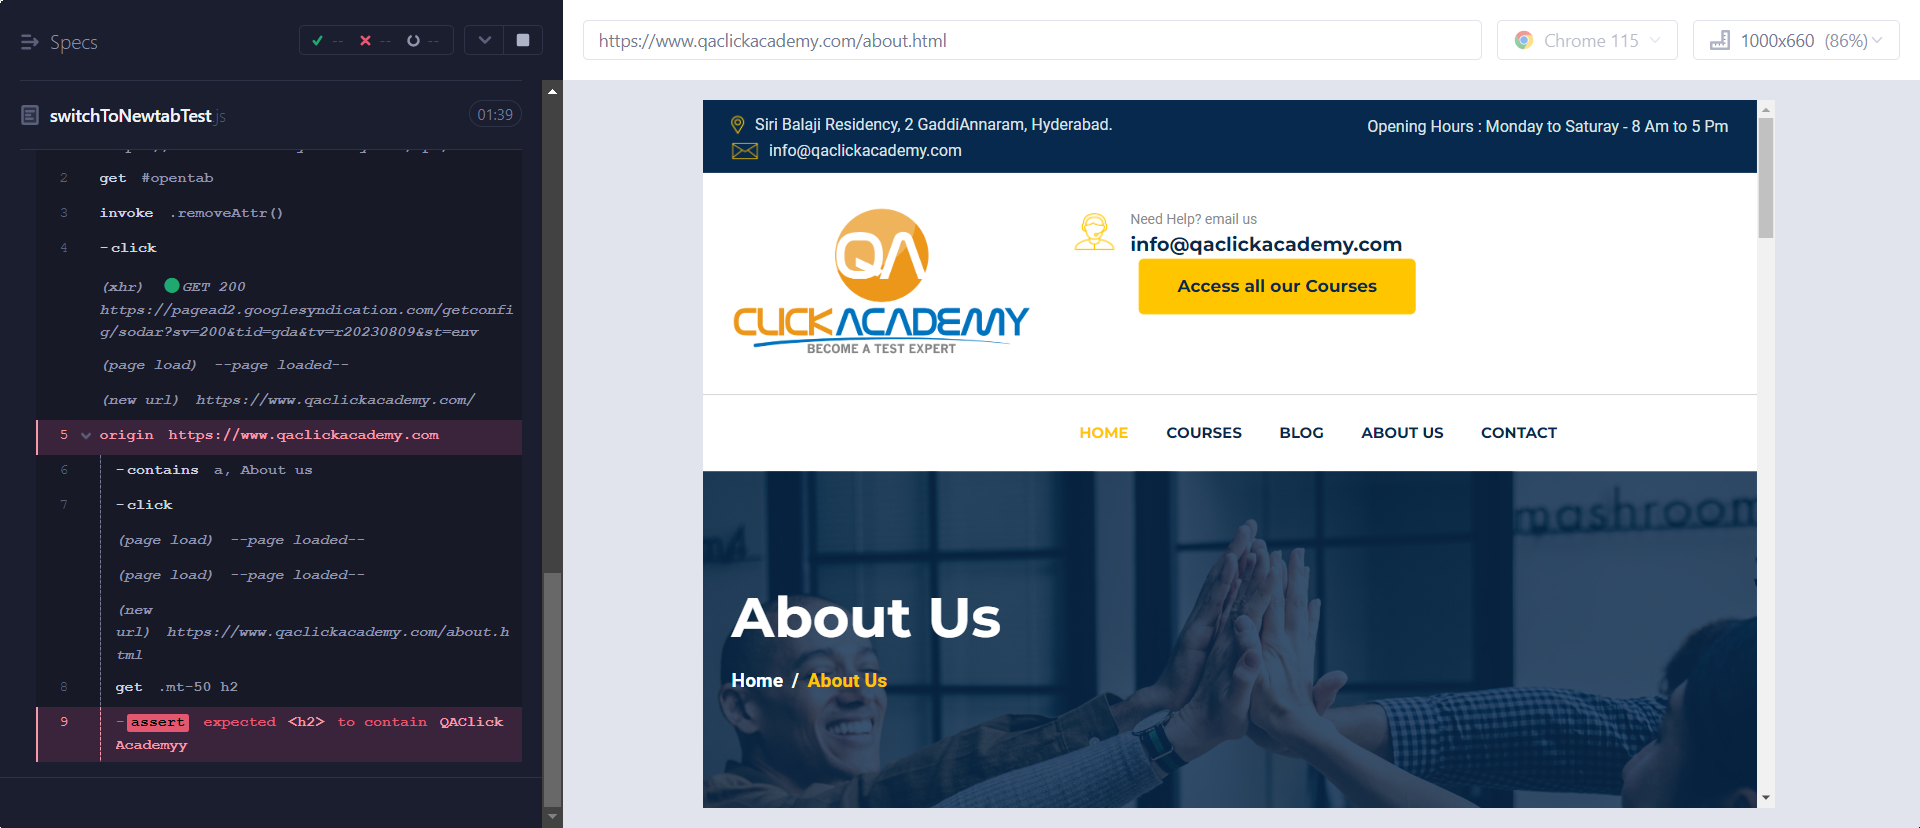 Specs
--
--
--
https://www.qaclickacademy.com/about.html
Chrome 115
1000x660 (86%)
switchToNewtabTest.js
01:39
2 get #opentab
3 invoke .removeAttr()
4 -click
(xhr) GET 200
https://pagead2.googlesyndication.com/getconfi
g/sodar?sv=200&tid=gda&tv=r20230809&st=env
(page load) --page loaded--
(new url) https://www.qaclickacademy.com/
5 origin https://www.qaclickacademy.com
6 -contains a, About us
7 -click
(page load) --page loaded--
(page load) --page loaded--
(new
url) https://www.qaclickacademy.com/about.h
tml
8 get .mt-50 h2
9 -assert expected <h2> to contain QAClick
Academyy
Siri Balaji Residency, 2 GaddiAnnaram, Hyderabad.
info@qaclickacademy.com
Opening Hours : Monday to Saturay - 8 Am to 5 Pm
QA
CLICKACADEMY
BECOME A TEST EXPERT
Need Help? email us
info@qaclickacademy.com
Access all our Courses
HOME COURSES BLOG ABOUT US CONTACT
mashroom
About Us
Home / About Us